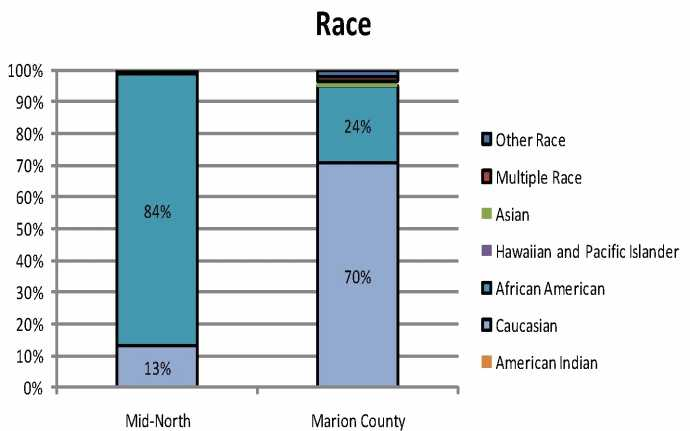 Race
100%
90%
80%
70%
60%
50%
40%
30%
20%
10%
0%
84%
13%
24%
70%
Mid-North
Marion County
Other Race
Multiple Race
Asian
Hawaiian and Pacific Islander
African American
Caucasian
American Indian